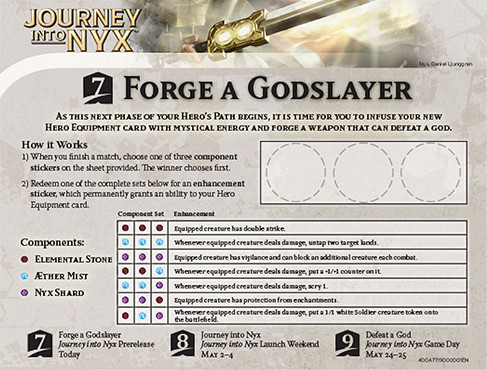 JOURNEY
INTO
NYX™
Illus. Daniel Ljunggren
7 FORGE A GODSLAYER
AS THIS NEXT PHASE OF YOUR HERO'S PATH BEGINS, IT IS TIME FOR YOU TO INFUSE YOUR NEW
HERO EQUIPMENT CARD WITH MYSTICAL ENERGY AND FORGE A WEAPON THAT CAN DEFEAT A GOD.
How it Works
1) When you finish a match, choose one of three component
stickers on the sheet provided. The winner chooses first.
2) Redeem one of the complete sets below for an enhancement
sticker, which permanently grants an ability to your Hero
Equipment card.
Component Set Enhancement
Equipped creature has double strike.
Whenever equipped creature deals damage, untap two target lands.
Equipped creature has vigilance and can block an additional creature each combat.
Whenever equipped creature deals damage, put a +1/+1 counter on it.
Whenever equipped creature deals damage, scry 1.
Equipped creature has protection from enchantments.
Whenever equipped creature deals damage, put a 1/1 white Soldier creature token onto
the battlefield.
Components:
ELEMENTAL STONE
ÆTHER MIST
NYX SHARD
7 Forge a Godslayer
Journey into Nyx Prerelease
Today
8 Journey into Nyx
Journey into Nyx Launch Weekend
MAY 2–4
9 Defeat a God
Journey into Nyx Game Day
MAY 24–25